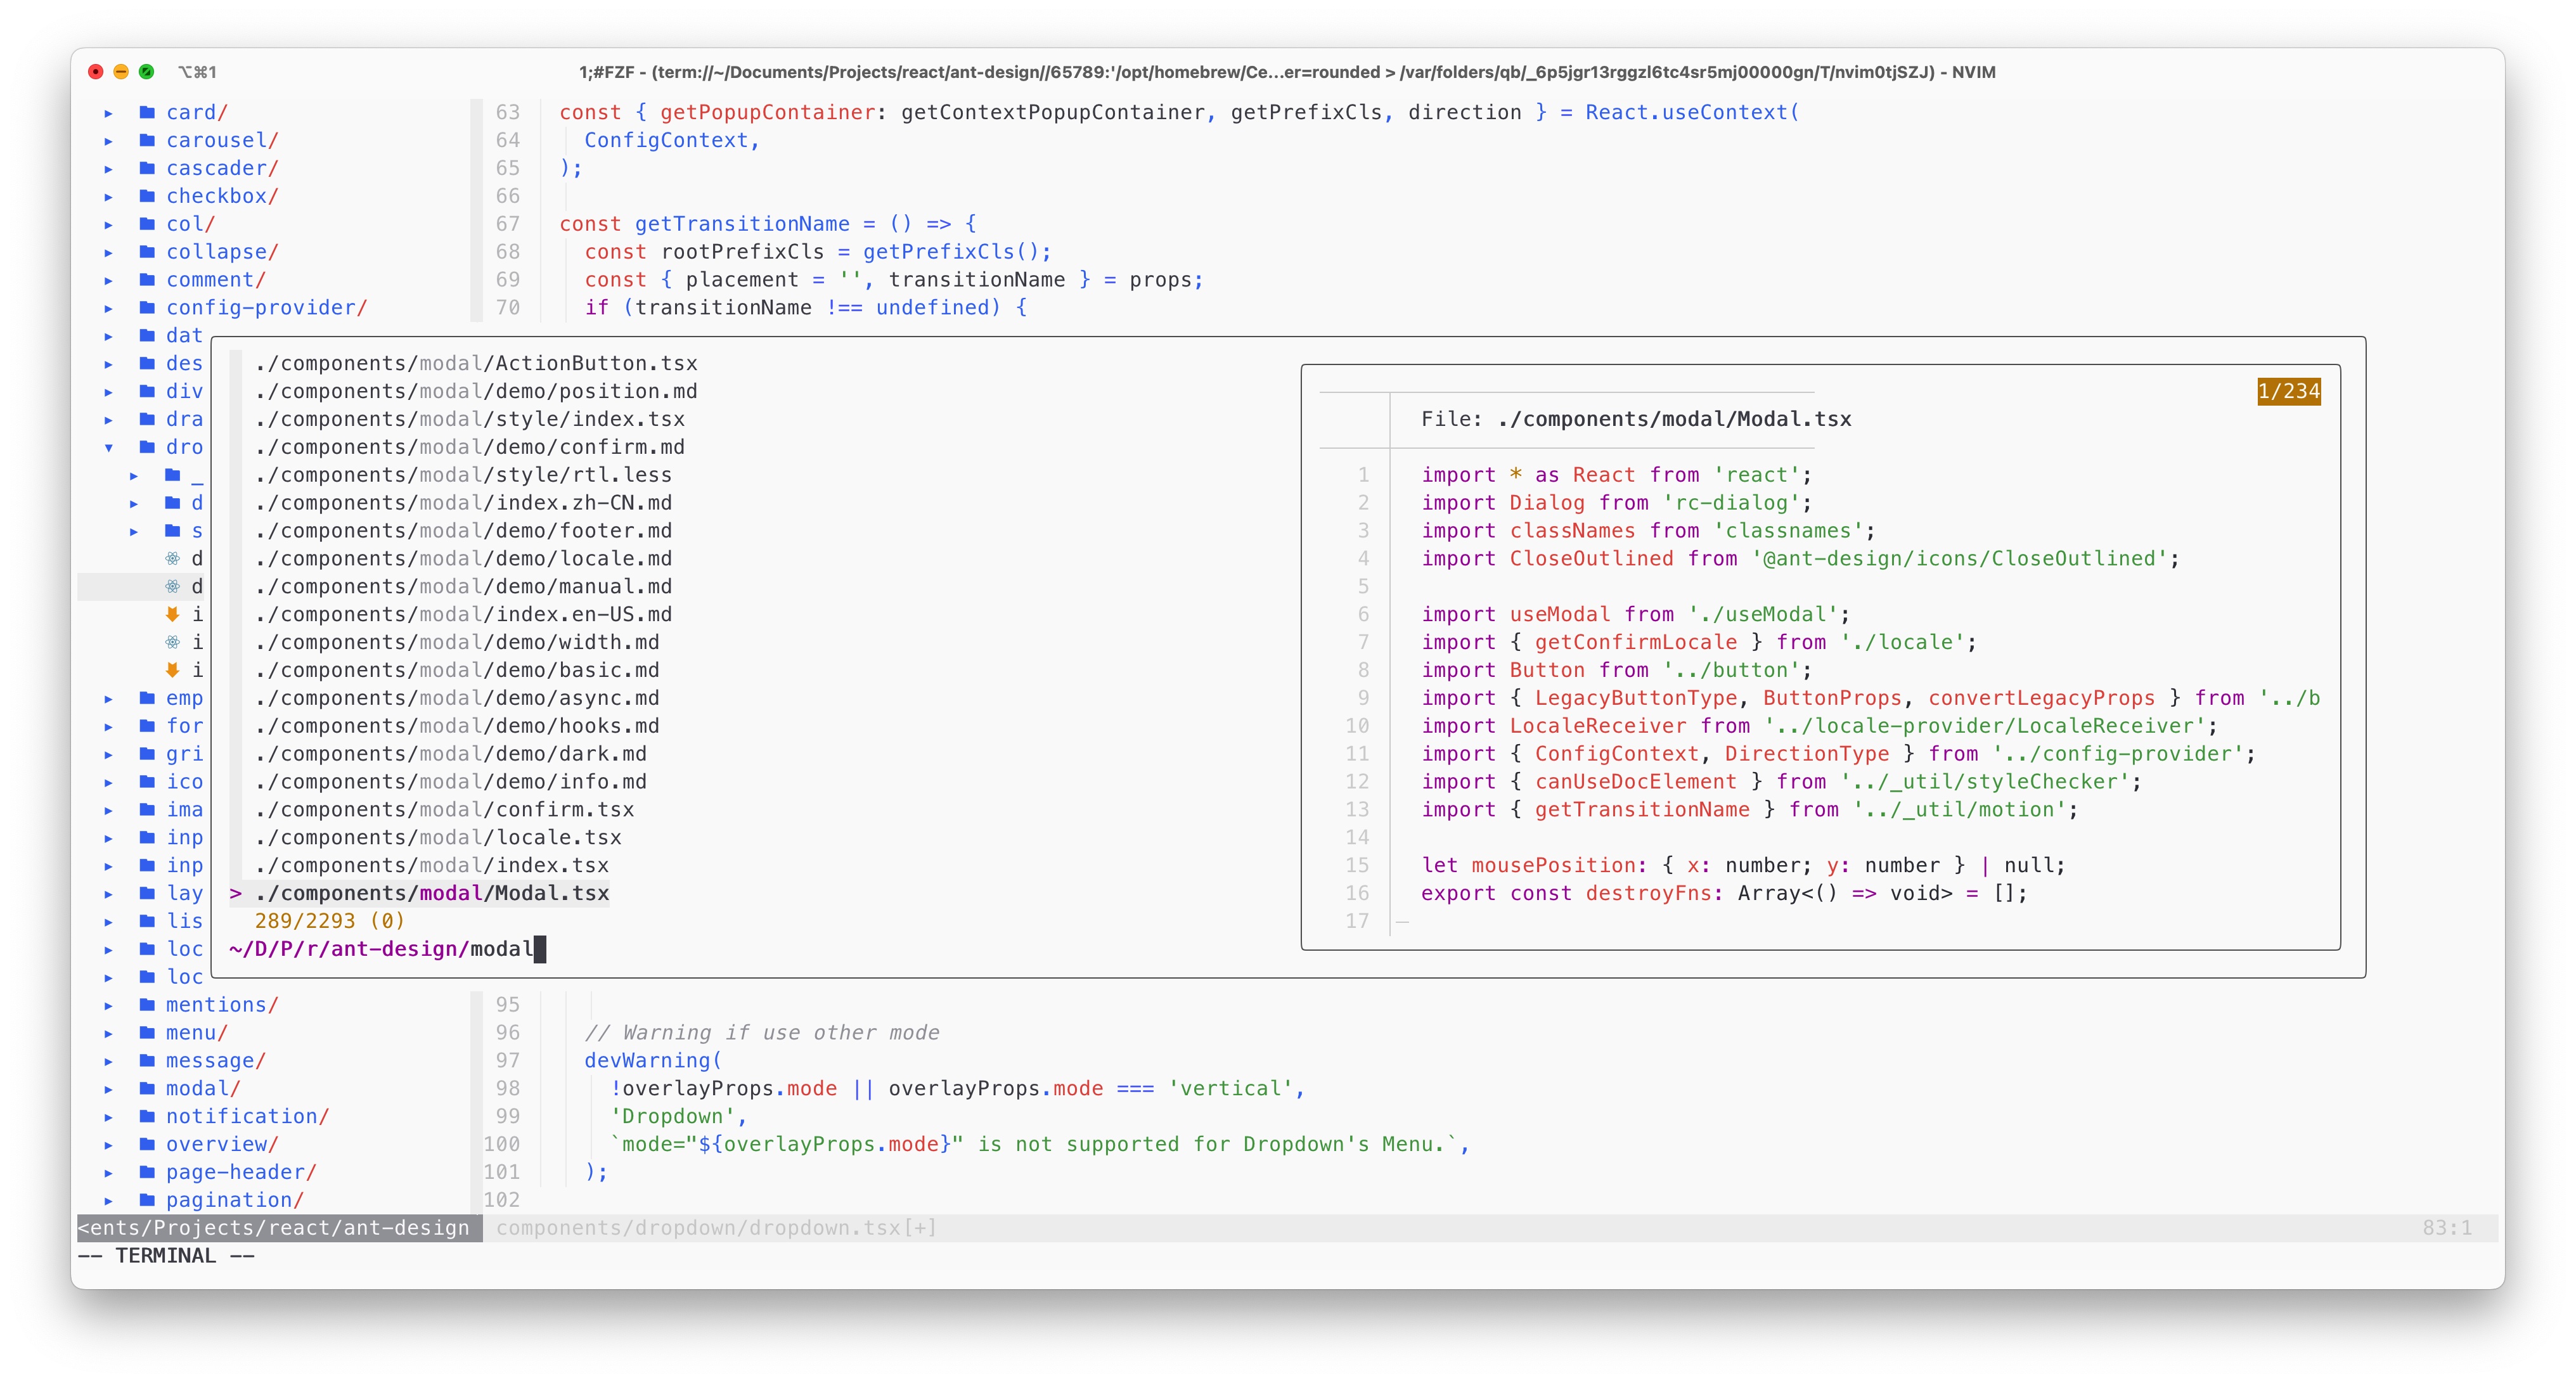 ⌥⌘1
1;#FZF - (term://~/Documents/Projects/react/ant-design//65789:'/opt/homebrew/Ce...er=rounded > /var/folders/qb/_6p5jgr13rggzl6tc4sr5mj00000gn/T/nvim0tjSZJ) - NVIM
card/
carousel/
cascader/
checkbox/
col/
collapse/
comment/
config-provider/
dat
des
div
dra
dro
_
d
s
d
d
i
i
i
emp
for
gri
ico
ima
inp
inp
lay
lis
loc
loc
mentions/
menu/
message/
modal/
notification/
overview/
page-header/
pagination/
63 const { getPopupContainer: getContextPopupContainer, getPrefixCls, direction } = React.useContext(
64 ConfigContext,
65 );
66
67 const getTransitionName = () => {
68 const rootPrefixCls = getPrefixCls();
69 const { placement = '', transitionName } = props;
70 if (transitionName !== undefined) {
./components/modal/ActionButton.tsx
./components/modal/demo/position.md
./components/modal/style/index.tsx
./components/modal/demo/confirm.md
./components/modal/style/rtl.less
./components/modal/index.zh-CN.md
./components/modal/demo/footer.md
./components/modal/demo/locale.md
./components/modal/demo/manual.md
./components/modal/index.en-US.md
./components/modal/demo/width.md
./components/modal/demo/basic.md
./components/modal/demo/async.md
./components/modal/demo/hooks.md
./components/modal/demo/dark.md
./components/modal/demo/info.md
./components/modal/confirm.tsx
./components/modal/locale.tsx
./components/modal/index.tsx
> ./components/modal/Modal.tsx
289/2293 (0)
~/D/P/r/ant-design/modal
1/234
File: ./components/modal/Modal.tsx
1 import * as React from 'react';
2 import Dialog from 'rc-dialog';
3 import classNames from 'classnames';
4 import CloseOutlined from '@ant-design/icons/CloseOutlined';
5
6 import useModal from './useModal';
7 import { getConfirmLocale } from './locale';
8 import Button from '../button';
9 import { LegacyButtonType, ButtonProps, convertLegacyProps } from '../b
10 import LocaleReceiver from '../locale-provider/LocaleReceiver';
11 import { ConfigContext, DirectionType } from '../config-provider';
12 import { canUseDocElement } from '../_util/styleChecker';
13 import { getTransitionName } from '../_util/motion';
14
15 let mousePosition: { x: number; y: number } | null;
16 export const destroyFns: Array<() => void> = [];
17
95
96 // Warning if use other mode
97 devWarning(
98 !overlayProps.mode || overlayProps.mode === 'vertical',
99 'Dropdown',
100 `mode="${overlayProps.mode}" is not supported for Dropdown's Menu.`,
101 );
102
<ents/Projects/react/ant-design components/dropdown/dropdown.tsx[+] 83:1
-- TERMINAL --